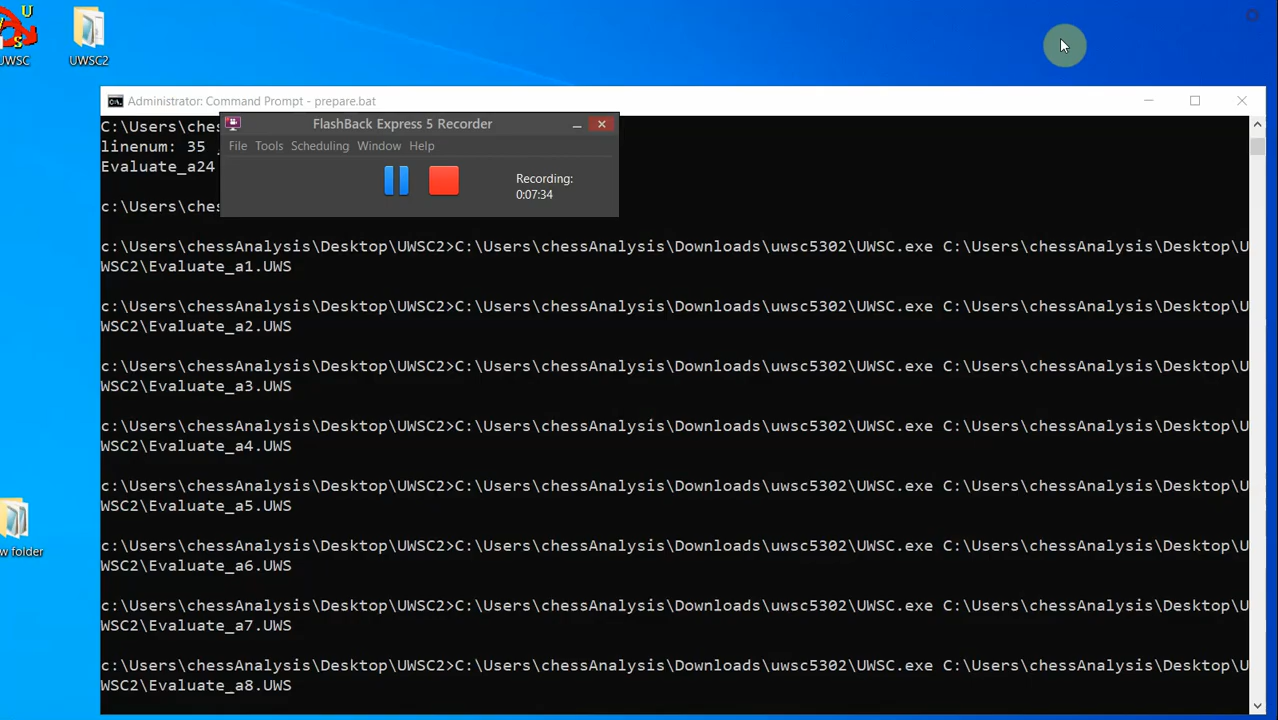 U
S
UWSC
UWSC2
Administrator: Command Prompt - prepare.bat
C:\Users\ches
linenum: 35
Evaluate_a24
c:\Users\ches
FlashBack Express 5 Recorder
File Tools Scheduling Window Help
Recording:
0:07:34
c:\Users\chessAnalysis\Desktop\UWSC2>C:\Users\chessAnalysis\Downloads\uwsc5302\UWSC.exe C:\Users\chessAnalysis\Desktop\U
WSC2\Evaluate_a1.UWS
c:\Users\chessAnalysis\Desktop\UWSC2>C:\Users\chessAnalysis\Downloads\uwsc5302\UWSC.exe C:\Users\chessAnalysis\Desktop\U
WSC2\Evaluate_a2.UWS
c:\Users\chessAnalysis\Desktop\UWSC2>C:\Users\chessAnalysis\Downloads\uwsc5302\UWSC.exe C:\Users\chessAnalysis\Desktop\U
WSC2\Evaluate_a3.UWS
c:\Users\chessAnalysis\Desktop\UWSC2>C:\Users\chessAnalysis\Downloads\uwsc5302\UWSC.exe C:\Users\chessAnalysis\Desktop\U
WSC2\Evaluate_a4.UWS
c:\Users\chessAnalysis\Desktop\UWSC2>C:\Users\chessAnalysis\Downloads\uwsc5302\UWSC.exe C:\Users\chessAnalysis\Desktop\U
WSC2\Evaluate_a5.UWS
w folder
c:\Users\chessAnalysis\Desktop\UWSC2>C:\Users\chessAnalysis\Downloads\uwsc5302\UWSC.exe C:\Users\chessAnalysis\Desktop\U
WSC2\Evaluate_a6.UWS
c:\Users\chessAnalysis\Desktop\UWSC2>C:\Users\chessAnalysis\Downloads\uwsc5302\UWSC.exe C:\Users\chessAnalysis\Desktop\U
WSC2\Evaluate_a7.UWS
c:\Users\chessAnalysis\Desktop\UWSC2>C:\Users\chessAnalysis\Downloads\uwsc5302\UWSC.exe C:\Users\chessAnalysis\Desktop\U
WSC2\Evaluate_a8.UWS